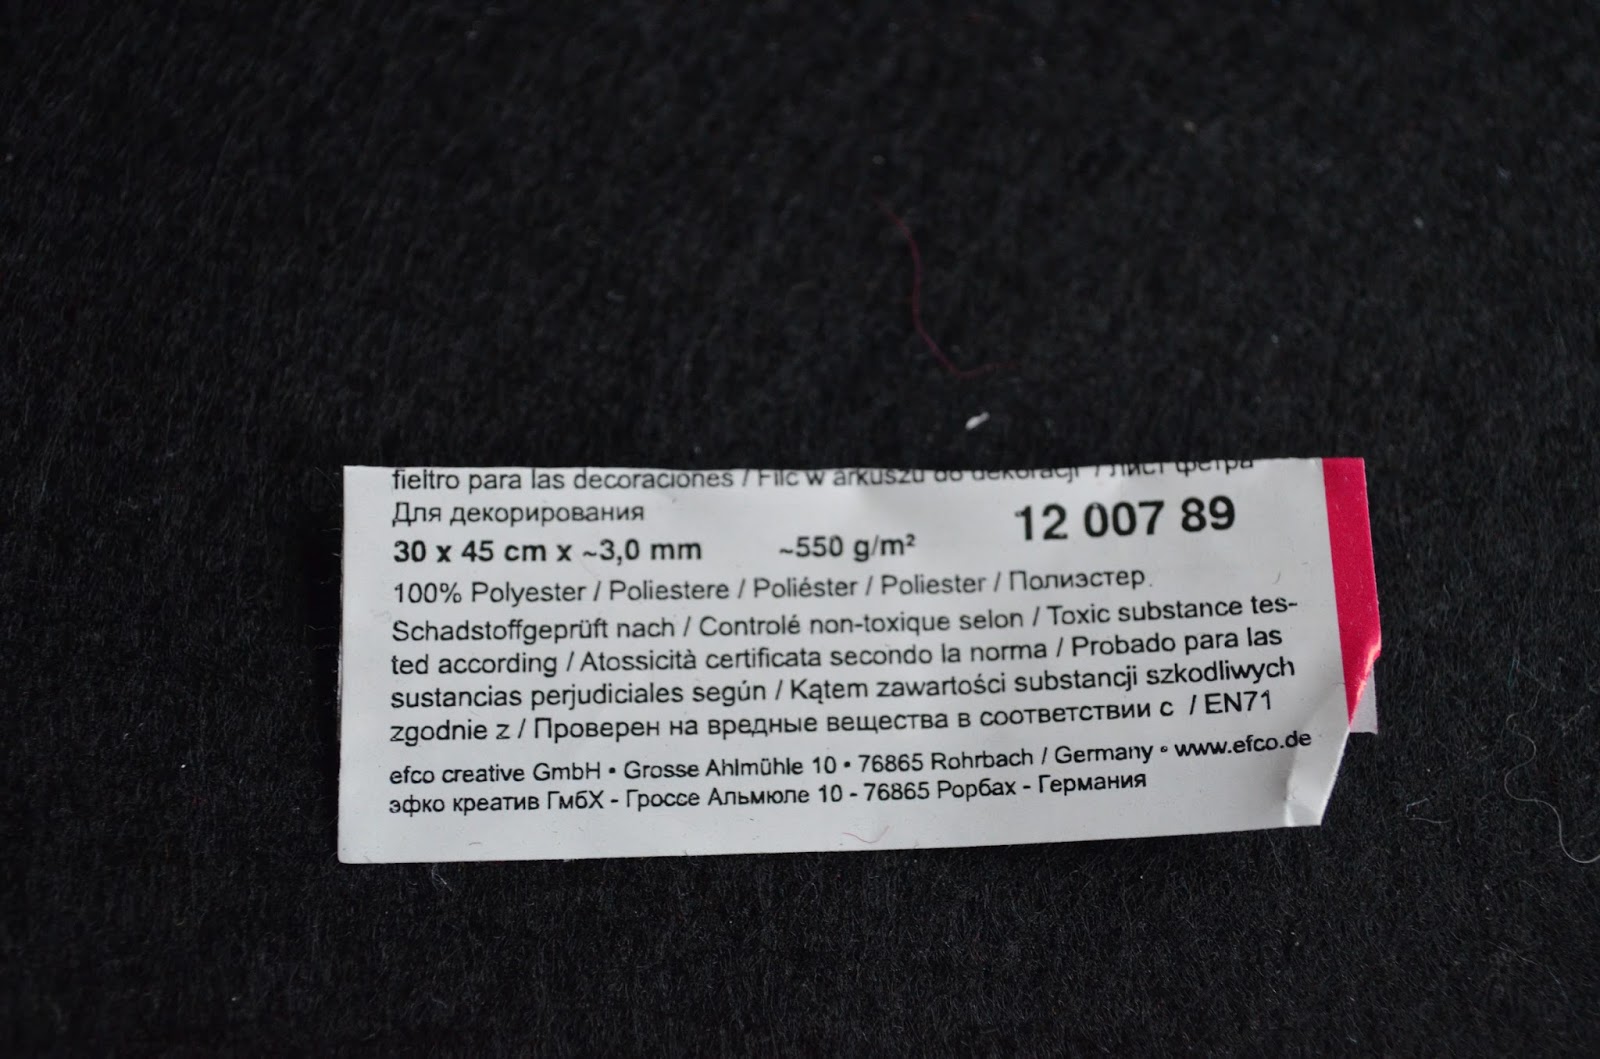 fieltro para las decoraciones / Filc w arkuszu do dekoracji / Лист фетра
Для декорирования
12 007 89
30 x 45 cm x ~3,0 mm ~550 g/m²
100% Polyester / Poliestere / Poliéster / Poliester / Полиэстер
Schadstoffgeprüft nach / Controlé non-toxique selon / Toxic substance tes-
ted according / Atossicità certificata secondo la norma / Probado para las
sustancias perjudiciales según / Kątem zawartości substancji szkodliwych
zgodnie z / Проверен на вредные вещества в соответствии с / EN71
efco creative GmbH • Grosse Ahlmühle 10 • 76865 Rohrbach / Germany • www.efco.de
эфко креатив ГмбХ - Гроссе Альмюле 10 - 76865 Рорбах - Германия